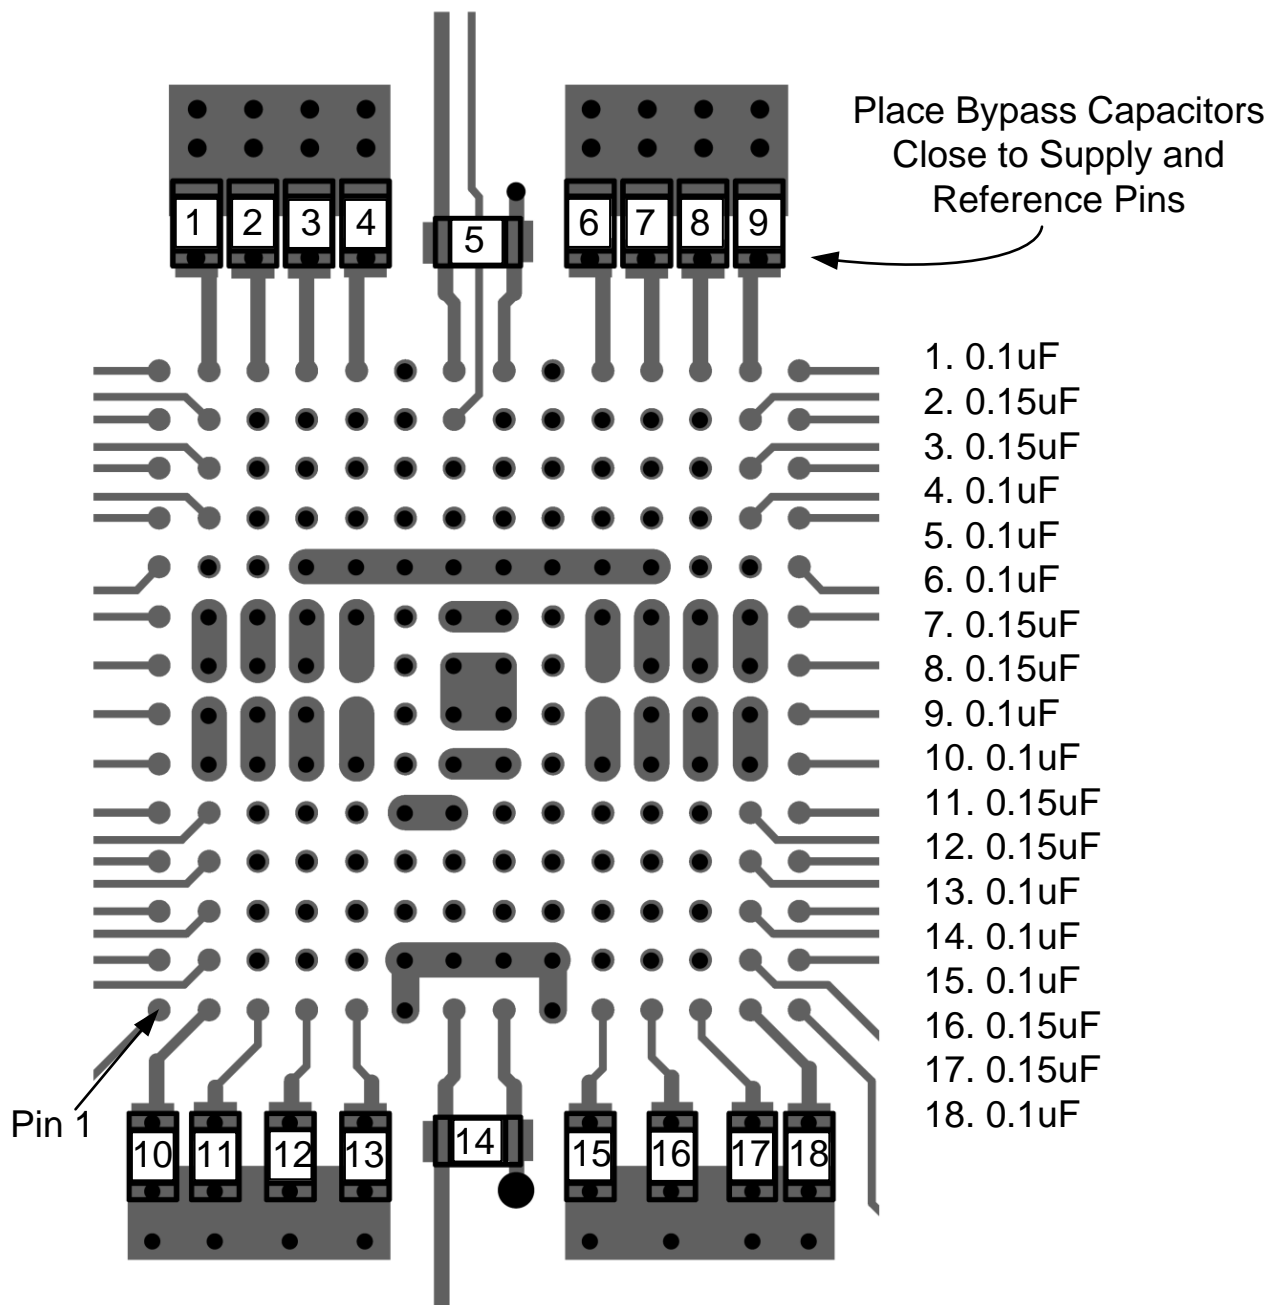 Place Bypass Capacitors
Close to Supply and
Reference Pins
1 2 3 4 5 6 7 8 9
1. 0.1uF
2. 0.15uF
3. 0.15uF
4. 0.1uF
5. 0.1uF
6. 0.1uF
7. 0.15uF
8. 0.15uF
9. 0.1uF
10. 0.1uF
11. 0.15uF
12. 0.15uF
13. 0.1uF
14. 0.1uF
15. 0.1uF
16. 0.15uF
17. 0.15uF
18. 0.1uF
Pin 1
10 11 12 13 14 15 16 17 18